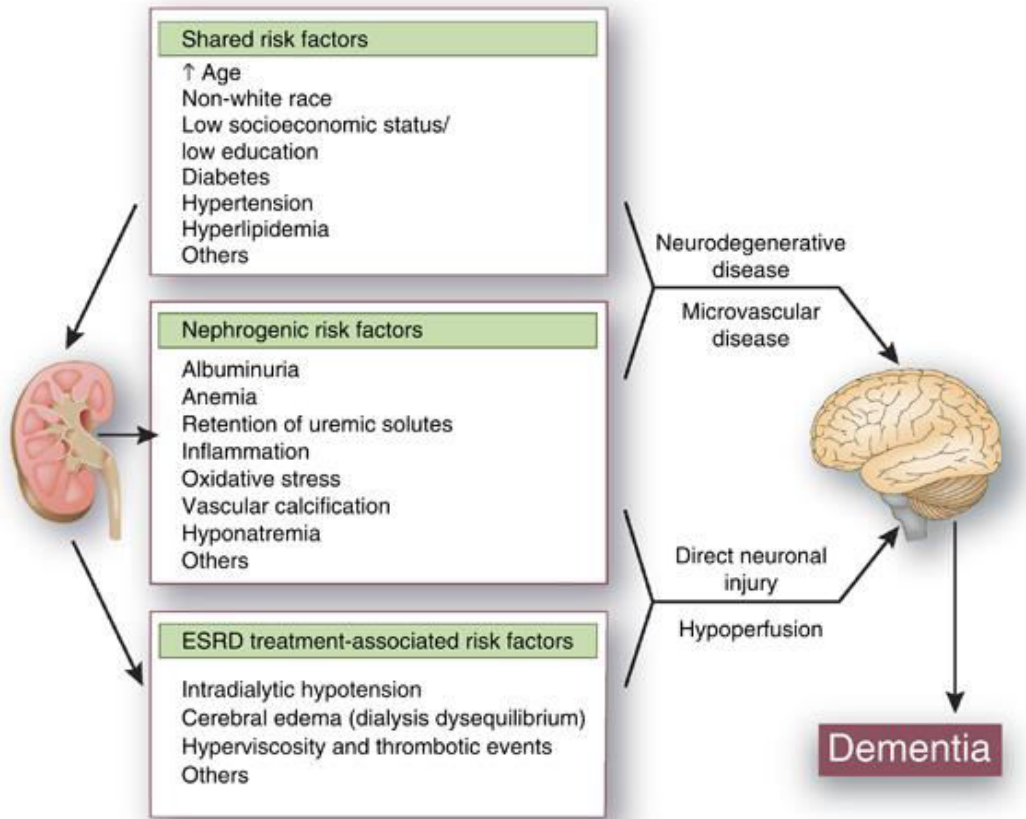 Shared risk factors
↑ Age
Non-white race
Low socioeconomic status/
low education
Diabetes
Hypertension
Hyperlipidemia
Others
Neurodegenerative
disease
Microvascular
disease
Nephrogenic risk factors
Albuminuria
Anemia
Retention of uremic solutes
Inflammation
Oxidative stress
Vascular calcification
Hyponatremia
Others
Direct neuronal
injury
Hypoperfusion
ESRD treatment-associated risk factors
Intradialytic hypotension
Cerebral edema (dialysis dysequilibrium)
Hyperviscosity and thrombotic events
Others
Dementia